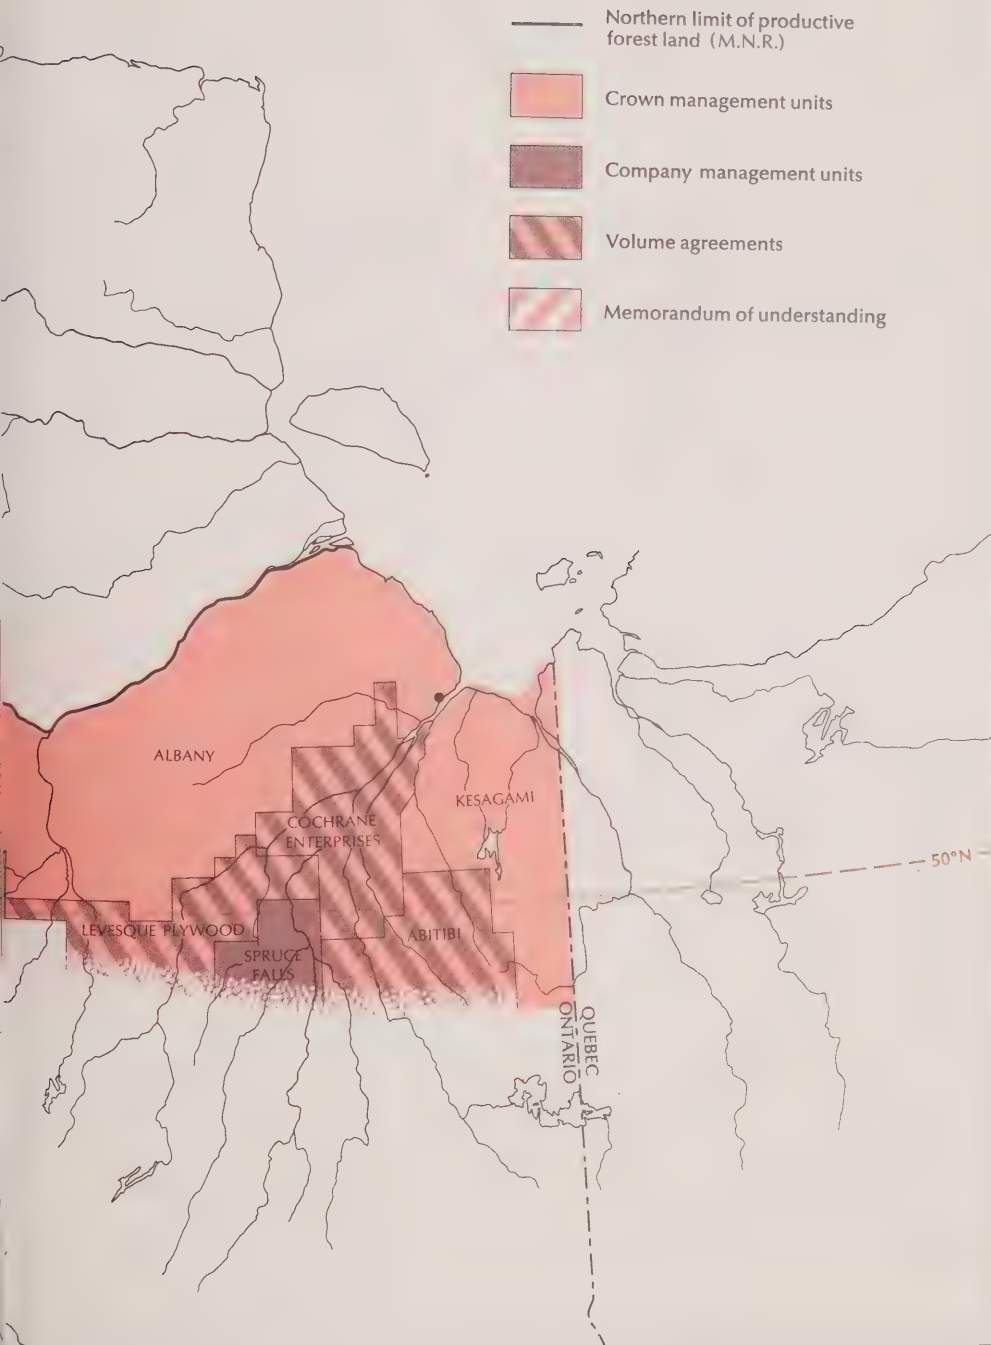 Northern limit of productive
forest land (M.N.R.)
Crown management units
Company management units
Volume agreements
Memorandum of understanding
ALBANY
KESAGAMI
COCHRANE
ENTERPRISES
50°N
LEVESQUE PLYWOOD
ABITIBI
SPRUCE
FALLS
QUEBEC
ONTARIO